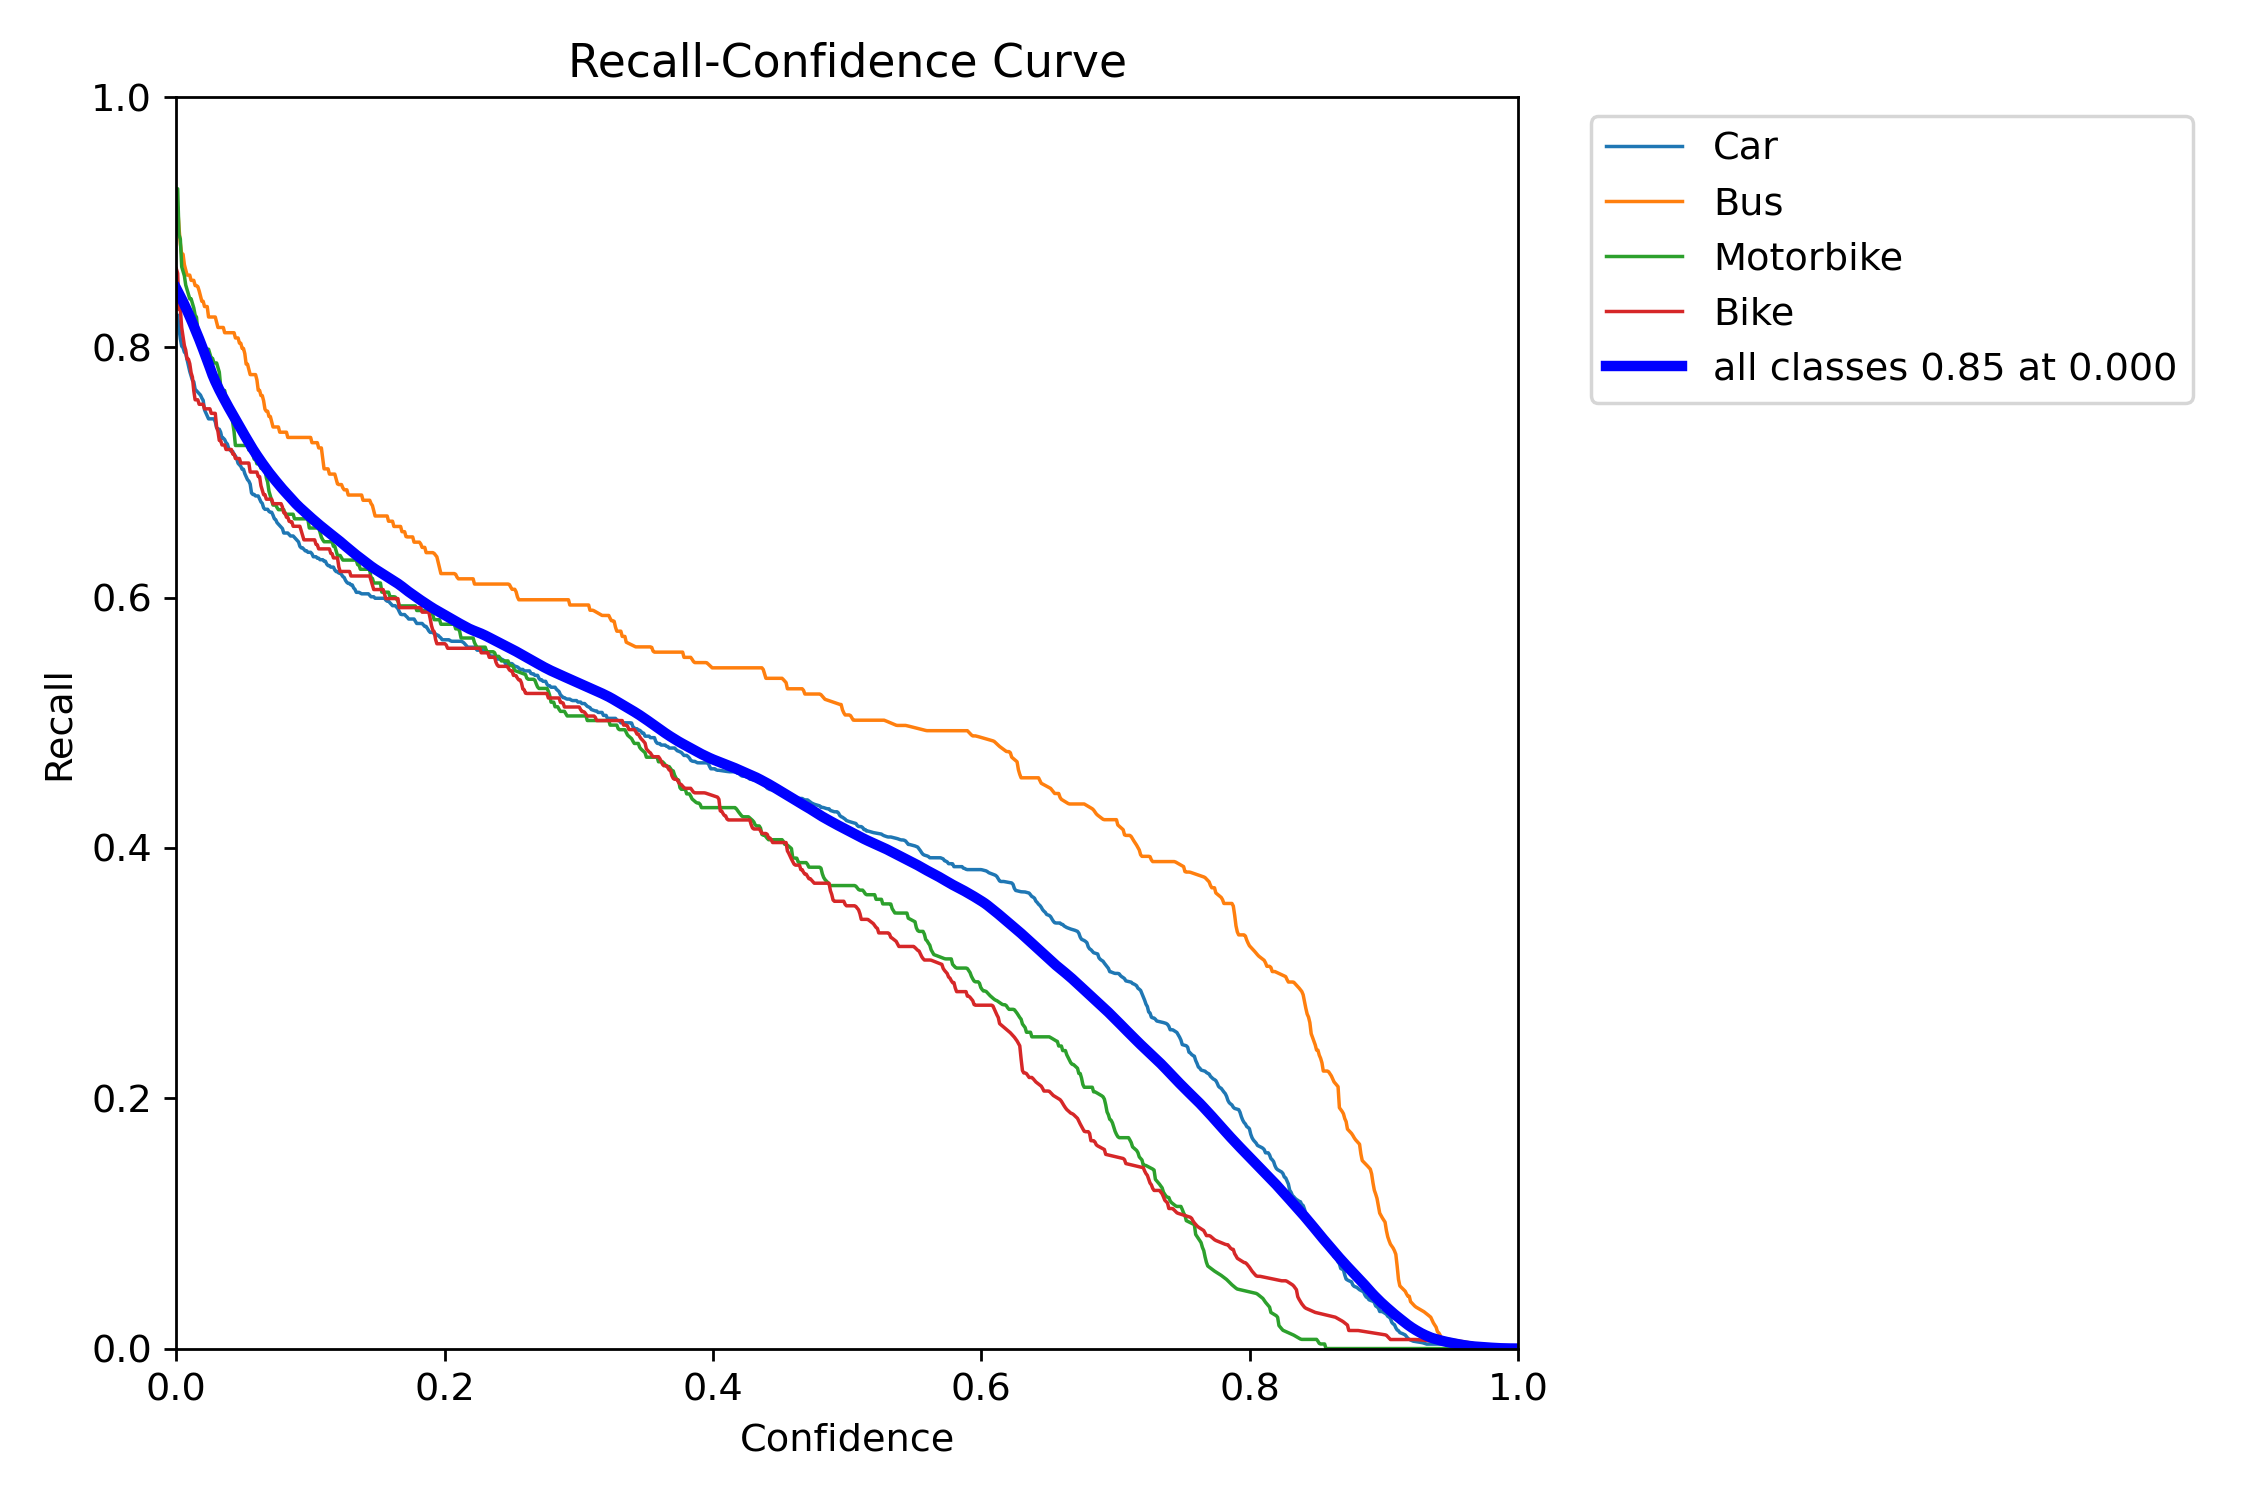 Recall-Confidence Curve
1.0
0.8
0.6
0.4
0.2
0.0
Recall
0.0 0.2 0.4 0.6 0.8 1.0
Confidence
Car
Bus
Motorbike
Bike
all classes 0.85 at 0.000